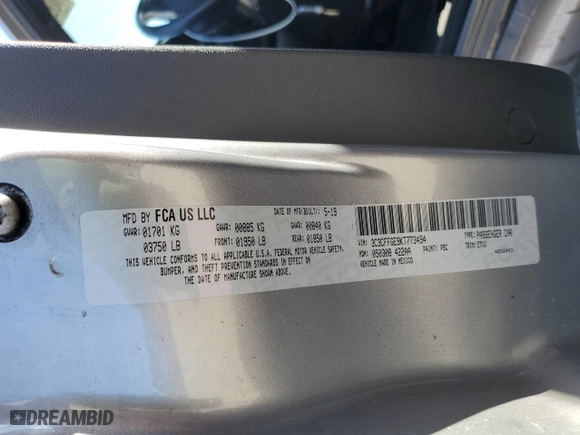 MFD BY FCA US LLC
DATE OF MFR(BUILT): 5-19
GVWR: 01701 KG
03750 LB
GAWR: 00885 KG
FRONT: 01950 LB
GAWR: 00840 KG
REAR: 01850 LB
THIS VEHICLE CONFORMS TO ALL APPLICABLE U.S.A. FEDERAL MOTOR VEHICLE SAFETY,
BUMPER, AND THEFT PREVENTION STANDARDS IN EFFECT ON
THE DATE OF MANUFACTURE SHOWN ABOVE.
VIN: 3C3CFFGE9KT773494
TYPE: PASSENGER CAR
MDH: 050308 422AA
PAINT: PBC
TRIM:
VEHICLE MADE IN MEXICO
DREAMBID